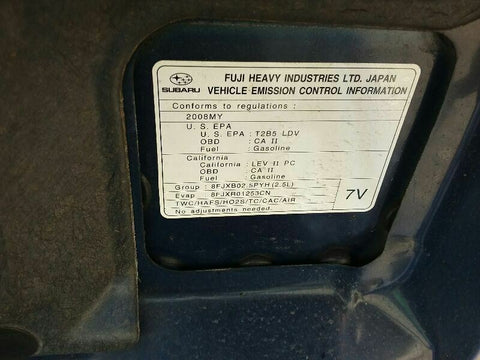 SUBARU
FUJI HEAVY INDUSTRIES LTD. JAPAN
VEHICLE EMISSION CONTROL INFORMATION
Conforms to regulations :
2008MY
U. S. EPA
U. S. EPA : T2B5 LDV
OBD : CA II
Fuel : Gasoline
California
California : LEV II PC
OBD : CA II
Fuel : Gasoline
Group : 8FJXB02.5PYH (2.5L)
Evap : 8FJXR01253CN
TWC/HAFS/HO2S/TC/CAC/AIR
No adjustments needed.
7V